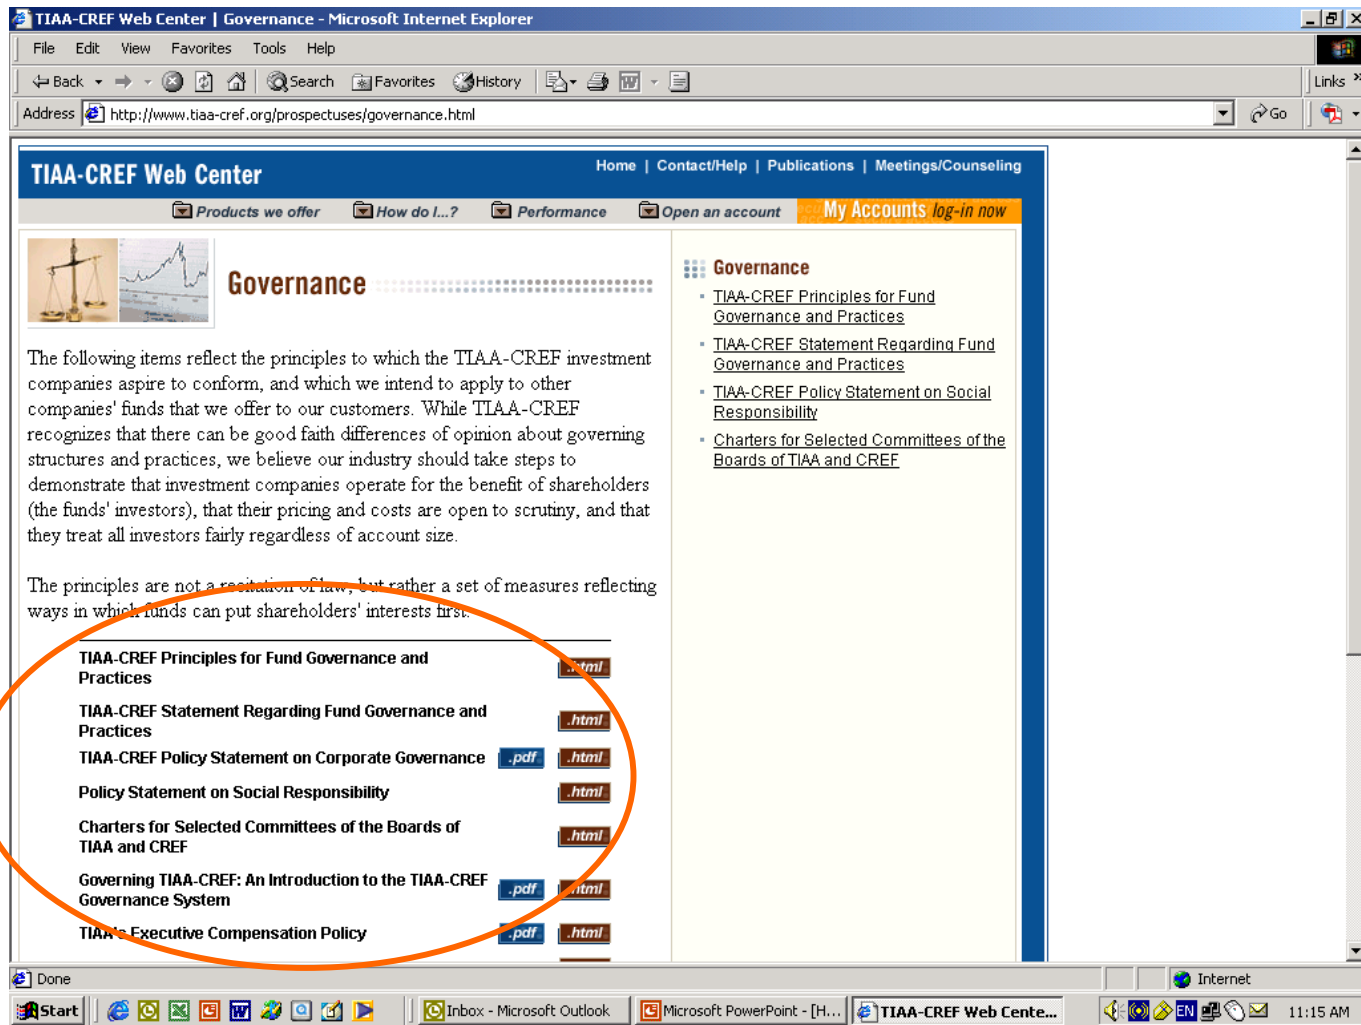 TIAA-CREF Web Center | Governance - Microsoft Internet Explorer
File Edit View Favorites Tools Help
Back Search Favorites History Links »
Address http://www.tiaa-cref.org/prospectuses/governance.html Go
TIAA-CREF Web Center
Home | Contact/Help | Publications | Meetings/Counseling
Products we offer How do I...? Performance Open an account My Accounts log-in now
Governance
The following items reflect the principles to which the TIAA-CREF investment
companies aspire to conform, and which we intend to apply to other
companies' funds that we offer to our customers. While TIAA-CREF
recognizes that there can be good faith differences of opinion about governing
structures and practices, we believe our industry should take steps to
demonstrate that investment companies operate for the benefit of shareholders
(the funds' investors), that their pricing and costs are open to scrutiny, and that
they treat all investors fairly regardless of account size.
The principles are not a recitation of law, but rather a set of measures reflecting
ways in which funds can put shareholders' interests first.
TIAA-CREF Principles for Fund Governance and
Practices .html
TIAA-CREF Statement Regarding Fund Governance and
Practices .html
TIAA-CREF Policy Statement on Corporate Governance .pdf .html
Policy Statement on Social Responsibility .html
Charters for Selected Committees of the Boards of
TIAA and CREF .html
Governing TIAA-CREF: An Introduction to the TIAA-CREF
Governance System .pdf .html
TIAA's Executive Compensation Policy .pdf .html
Governance
TIAA-CREF Principles for Fund
Governance and Practices
TIAA-CREF Statement Regarding Fund
Governance and Practices
TIAA-CREF Policy Statement on Social
Responsibility
Charters for Selected Committees of the
Boards of TIAA and CREF
Done Internet
Start Inbox - Microsoft Outlook Microsoft PowerPoint - [H... TIAA-CREF Web Cente... EN 11:15 AM